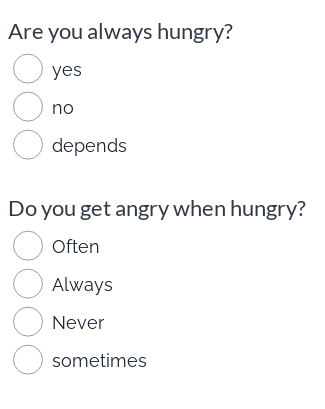 Are you always hungry?
yes
no
depends
Do you get angry when hungry?
Often
Always
Never
sometimes